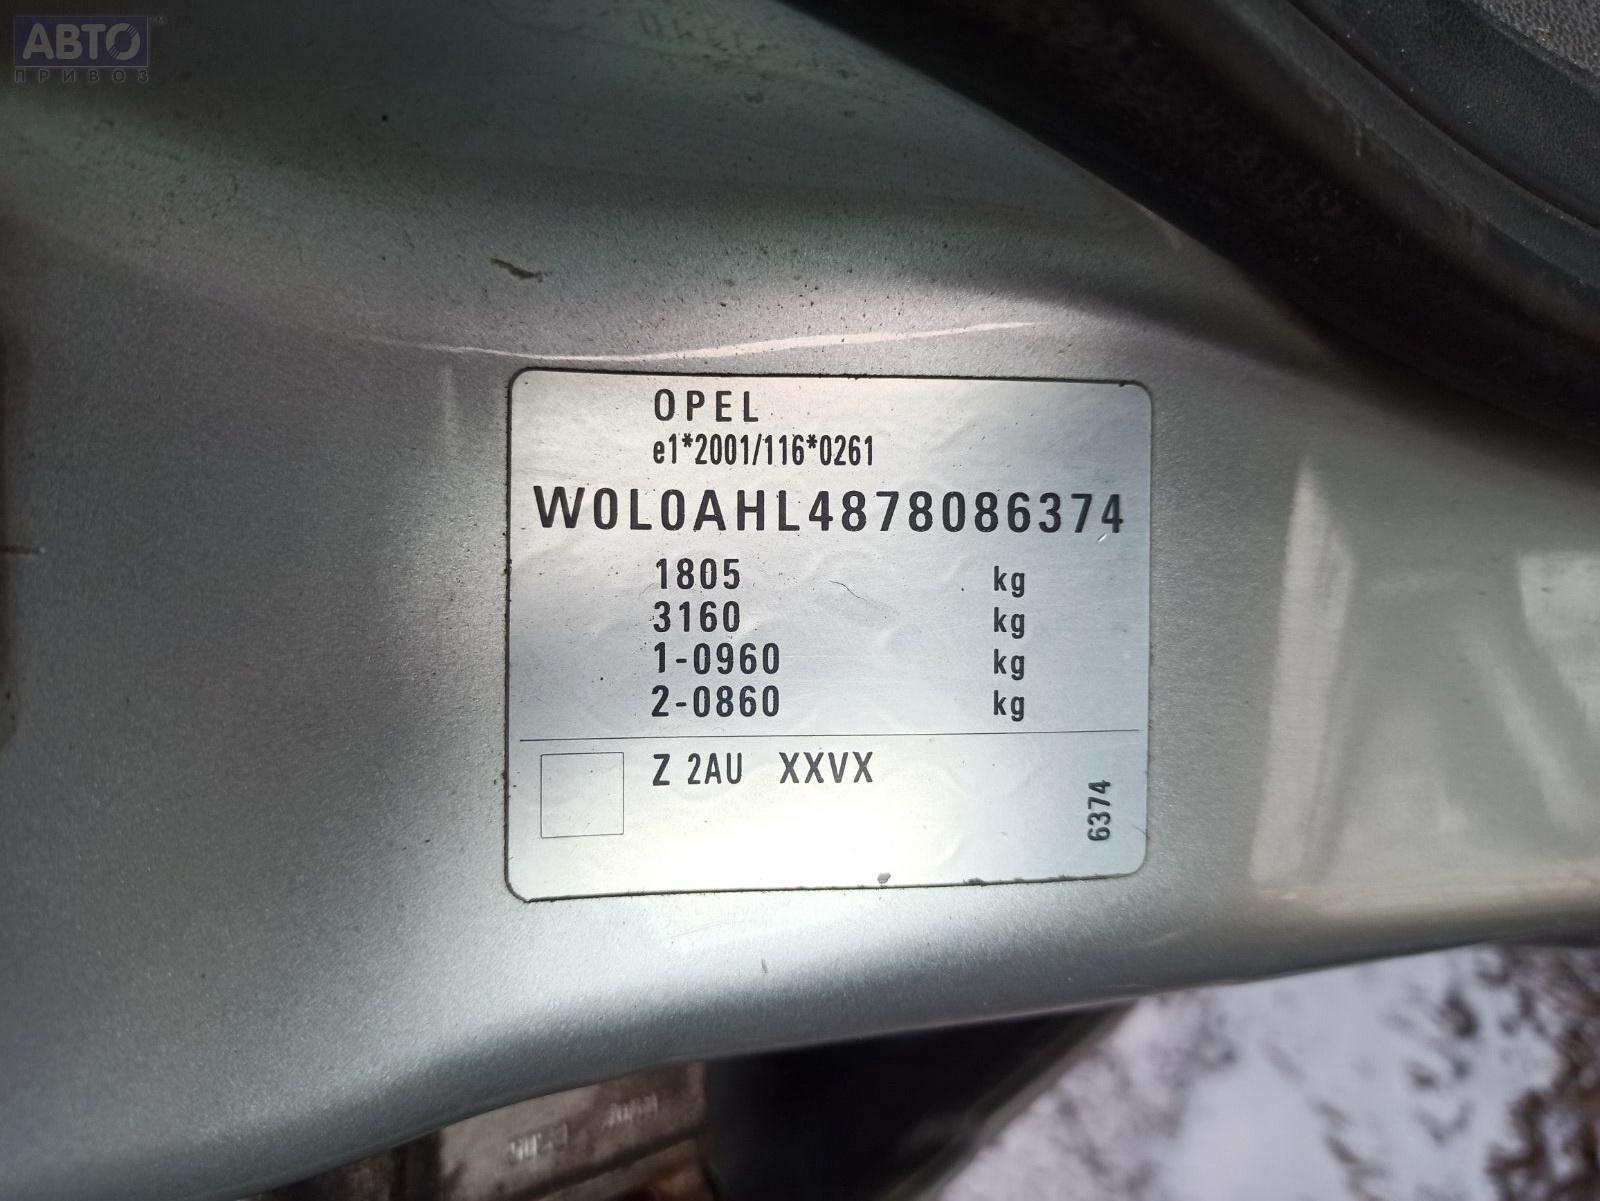 АВТО™
ПРИВОЗ
OPEL
e1*2001/116*0261
W0L0AHL4878086374
1805 kg
3160 kg
1-0960 kg
2-0860 kg
Z 2AU XXVX
6374